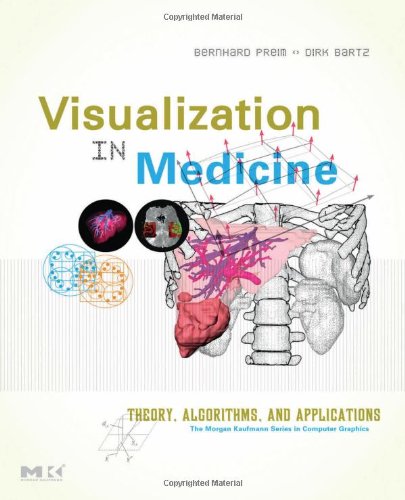 Copyrighted Material
BERNHARD PREIM ‹› DIRK BARTZ
Visualization
IN
Medicine
THEORY, ALGORITHMS, AND APPLICATIONS
The Morgan Kaufmann Series in Computer Graphics
MK
Copyrighted Material